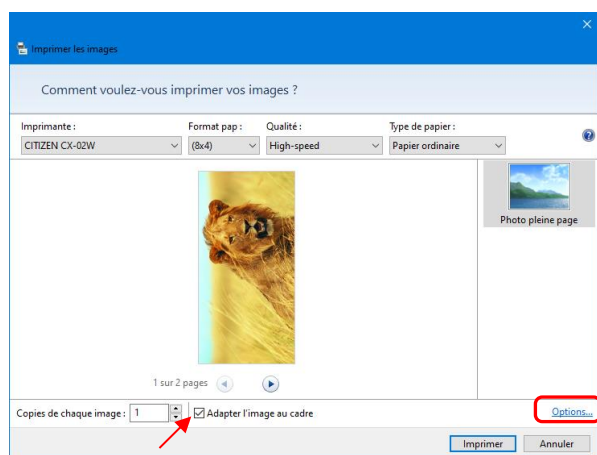 Imprimer les images
Comment voulez-vous imprimer vos images ?
Imprimante : Format pap : Qualité : Type de papier :
CITIZEN CX-02W (8x4) High-speed Papier ordinaire
Photo pleine page
1 sur 2 pages
Copies de chaque image : 1 Adapter l'image au cadre Options...
Imprimer Annuler